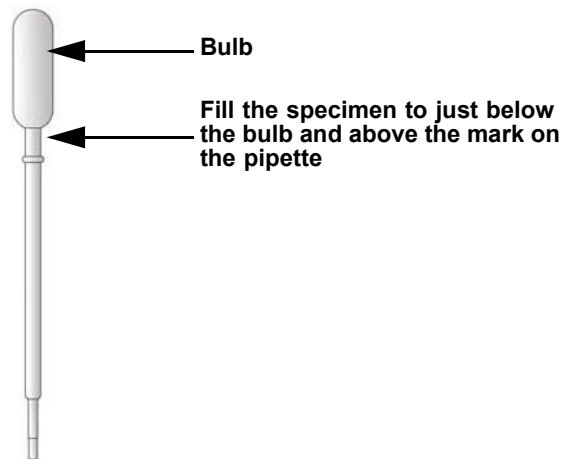 Bulb
Fill the specimen to just below
the bulb and above the mark on
the pipette